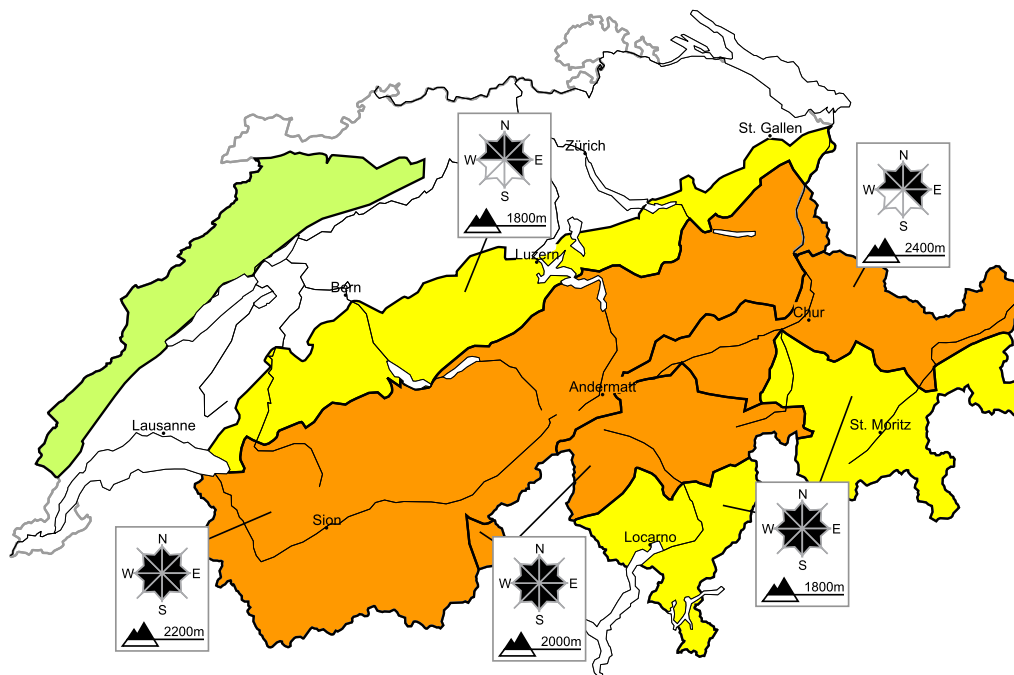 St. Gallen
N
W E
S
1800m
Zürich
N
W E
S
2400m
Luzern
Bern
Chur
Andermatt
Lausanne
St. Moritz
Sion
Locarno
N
W E
S
1800m
N
W E
S
2200m
N
W E
S
2000m